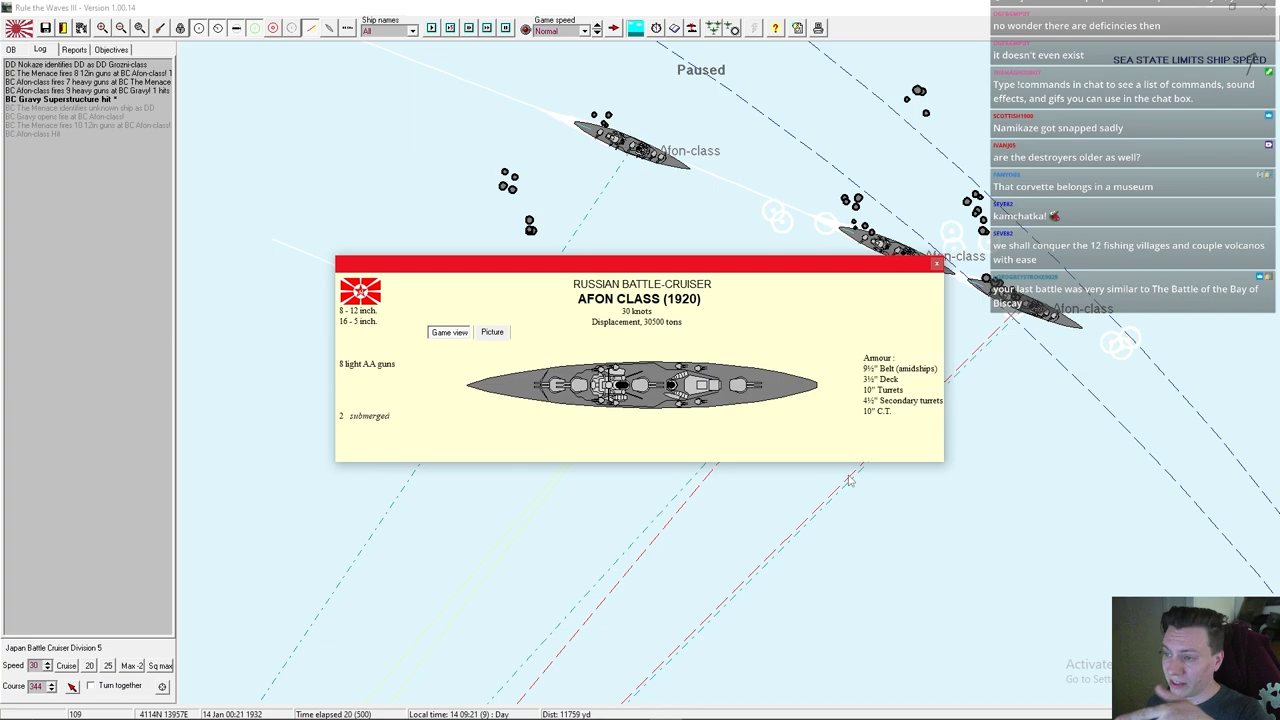 Rule the Waves III - Version 1.00.14
Ship names
All
Game speed
Normal
OB
Log
Reports
Objectives
DD Nokaze identifies DD as DD Grozni-class
BC The Menace fires 8 12in guns at BC Afon-class! 1
BC Afon-class fires 7 heavy guns at BC The Menace
BC Afon-class fires 9 heavy guns at BC Gravy! 1 hits
BC Gravy Superstructure hit *
BC The Menace identifies unknown ship as DD
BC Gravy opens fire at BC Afon-class!
BC The Menace fires 10 12in guns at BC Afon-class!
BC Afon-class Hit!
Paused
SEA STATE LIMITS SHIP SPEED
Afon-class
Afon-class
Afon-class
RUSSIAN BATTLE-CRUISER
AFON CLASS (1920)
30 knots
Displacement, 30500 tons
8 - 12 inch.
16 - 5 inch.
Game view
Picture
8 light AA guns
2 submerged
Armour :
9½" Belt (amidships)
3½" Deck
10" Turrets
4½" Secondary turrets
10" C.T.
no wonder there are deficincies then
it doesn't even exist
Type !commands in chat to see a list of commands, sound
effects, and gifs you can use in the chat box.
SCOTTISH1900
Namikaze got snapped sadly
IVANJ05
are the destroyers older as well?
That corvette belongs in a museum
SEVE82
kamchatka!
SEVE82
we shall conquer the 12 fishing villages and couple volcanos
with ease
your last battle was very similar to The Battle of the Bay of
Biscay
Japan Battle Cruiser Division 5
Speed 30 Cruise 20 25 Max -2 Sq max
Course 344 Turn together
Activate
Go to Setti
109
4114N 13957E
14 Jan 00:21 1932
Time elapsed 20 (500)
Local time: 14 09:21 (9) : Day
Dist: 11759 yd